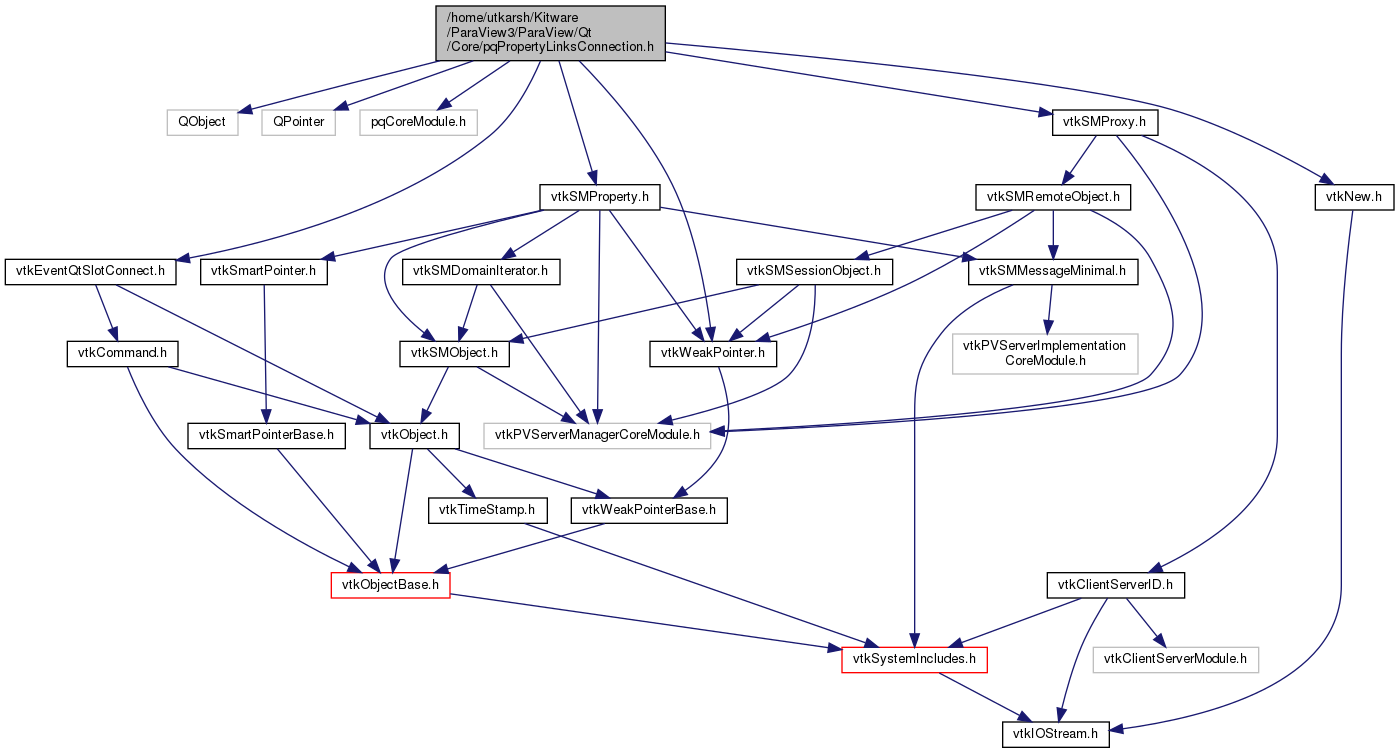 /home/utkarsh/Kitware
/ParaView3/ParaView/Qt
/Core/pqPropertyLinksConnection.h
QObject
QPointer
pqCoreModule.h
vtkSMProxy.h
vtkSMProperty.h
vtkSMRemoteObject.h
vtkNew.h
vtkEventQtSlotConnect.h
vtkSmartPointer.h
vtkSMDomainIterator.h
vtkSMSessionObject.h
vtkSMMessageMinimal.h
vtkCommand.h
vtkSMObject.h
vtkWeakPointer.h
vtkPVServerImplementation
CoreModule.h
vtkSmartPointerBase.h
vtkObject.h
vtkPVServerManagerCoreModule.h
vtkTimeStamp.h
vtkWeakPointerBase.h
vtkObjectBase.h
vtkClientServerID.h
vtkSystemIncludes.h
vtkClientServerModule.h
vtkIOStream.h